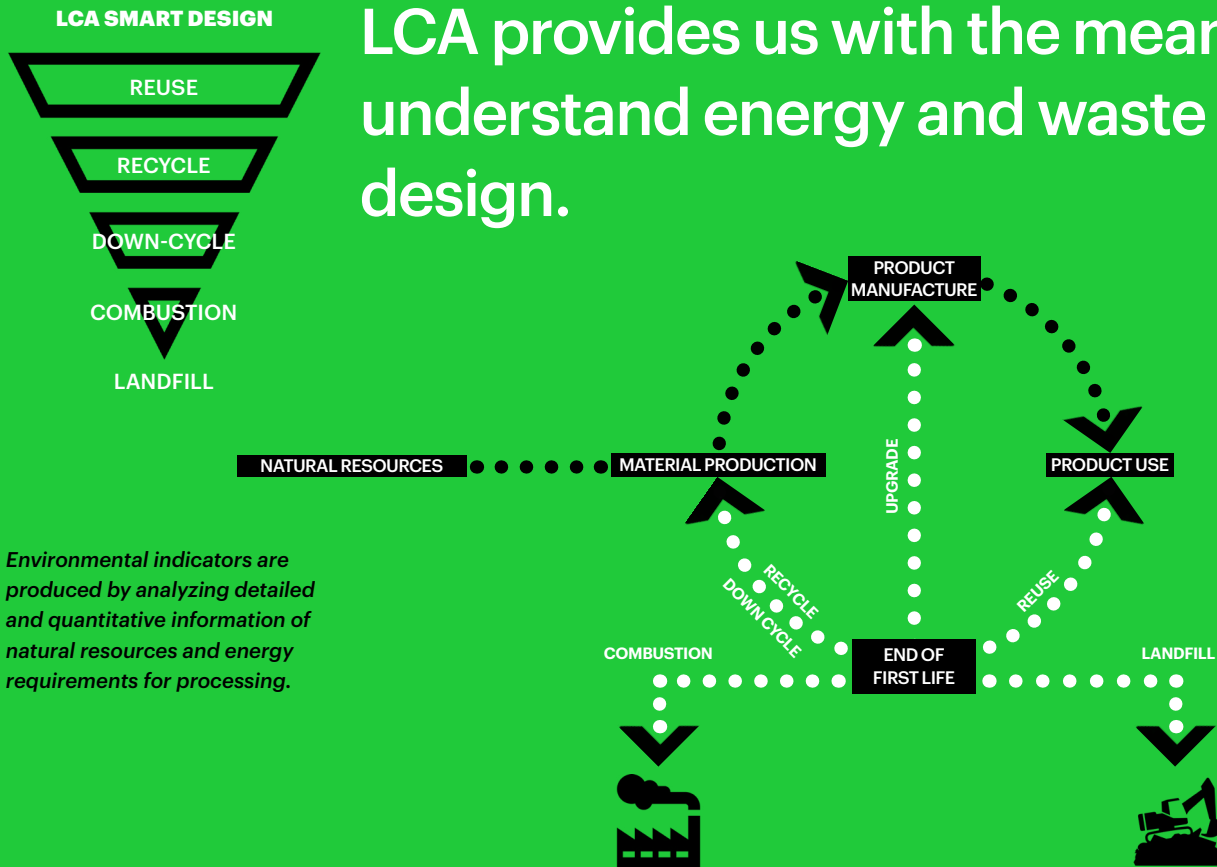 LCA SMART DESIGN
REUSE
RECYCLE
DOWN-CYCLE
COMBUSTION
LANDFILL
LCA provides us with the mean
understand energy and waste
design.
PRODUCT
MANUFACTURE
UPGRADE
NATURAL RESOURCES
MATERIAL PRODUCTION
PRODUCT USE
RECYCLE
DOWN CYCLE
REUSE
COMBUSTION
END OF
FIRST LIFE
LANDFILL
Environmental indicators are
produced by analyzing detailed
and quantitative information of
natural resources and energy
requirements for processing.